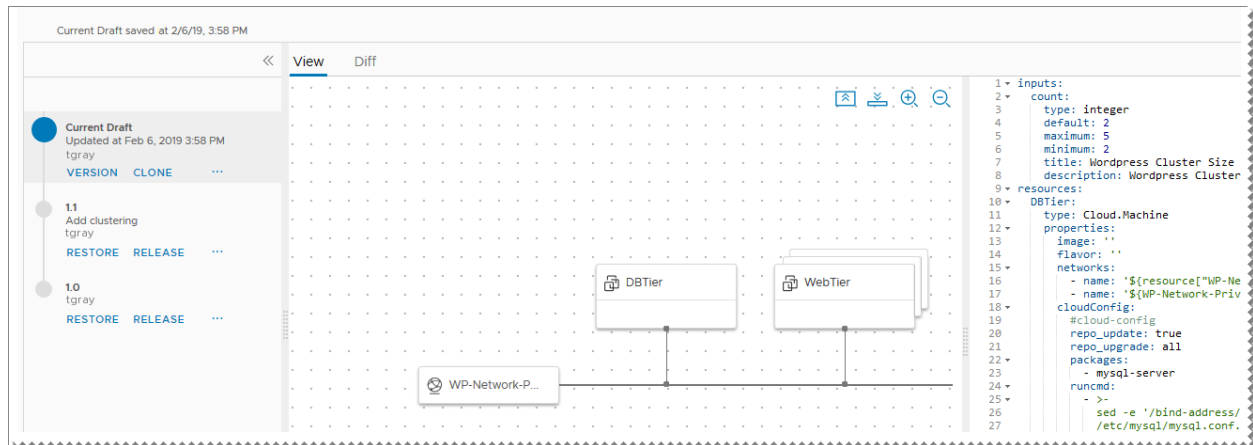 Current Draft saved at 2/6/19, 3:58 PM
View Diff
Current Draft
Updated at Feb 6, 2019 3:58 PM
tgray
VERSION CLONE ...
1.1
Add clustering
tgray
RESTORE RELEASE ...
1.0
tgray
RESTORE RELEASE ...
DBTier
WebTier
WP-Network-P...
1 inputs:
2 count:
3 type: integer
4 default: 2
5 maximum: 5
6 minimum: 2
7 title: Wordpress Cluster Size
8 description: Wordpress Cluster
9 resources:
10 DBTier:
11 type: Cloud.Machine
12 properties:
13 image: ''
14 flavor: ''
15 networks:
16 - name: '${resource["WP-Ne
17 - name: '${WP-Network-Priv
18 cloudConfig:
19 #cloud-config
20 repo_update: true
21 repo_upgrade: all
22 packages:
23 - mysql-server
24 runcmd:
25 - >-
26 sed -e '/bind-address/
27 /etc/mysql/mysql.conf.